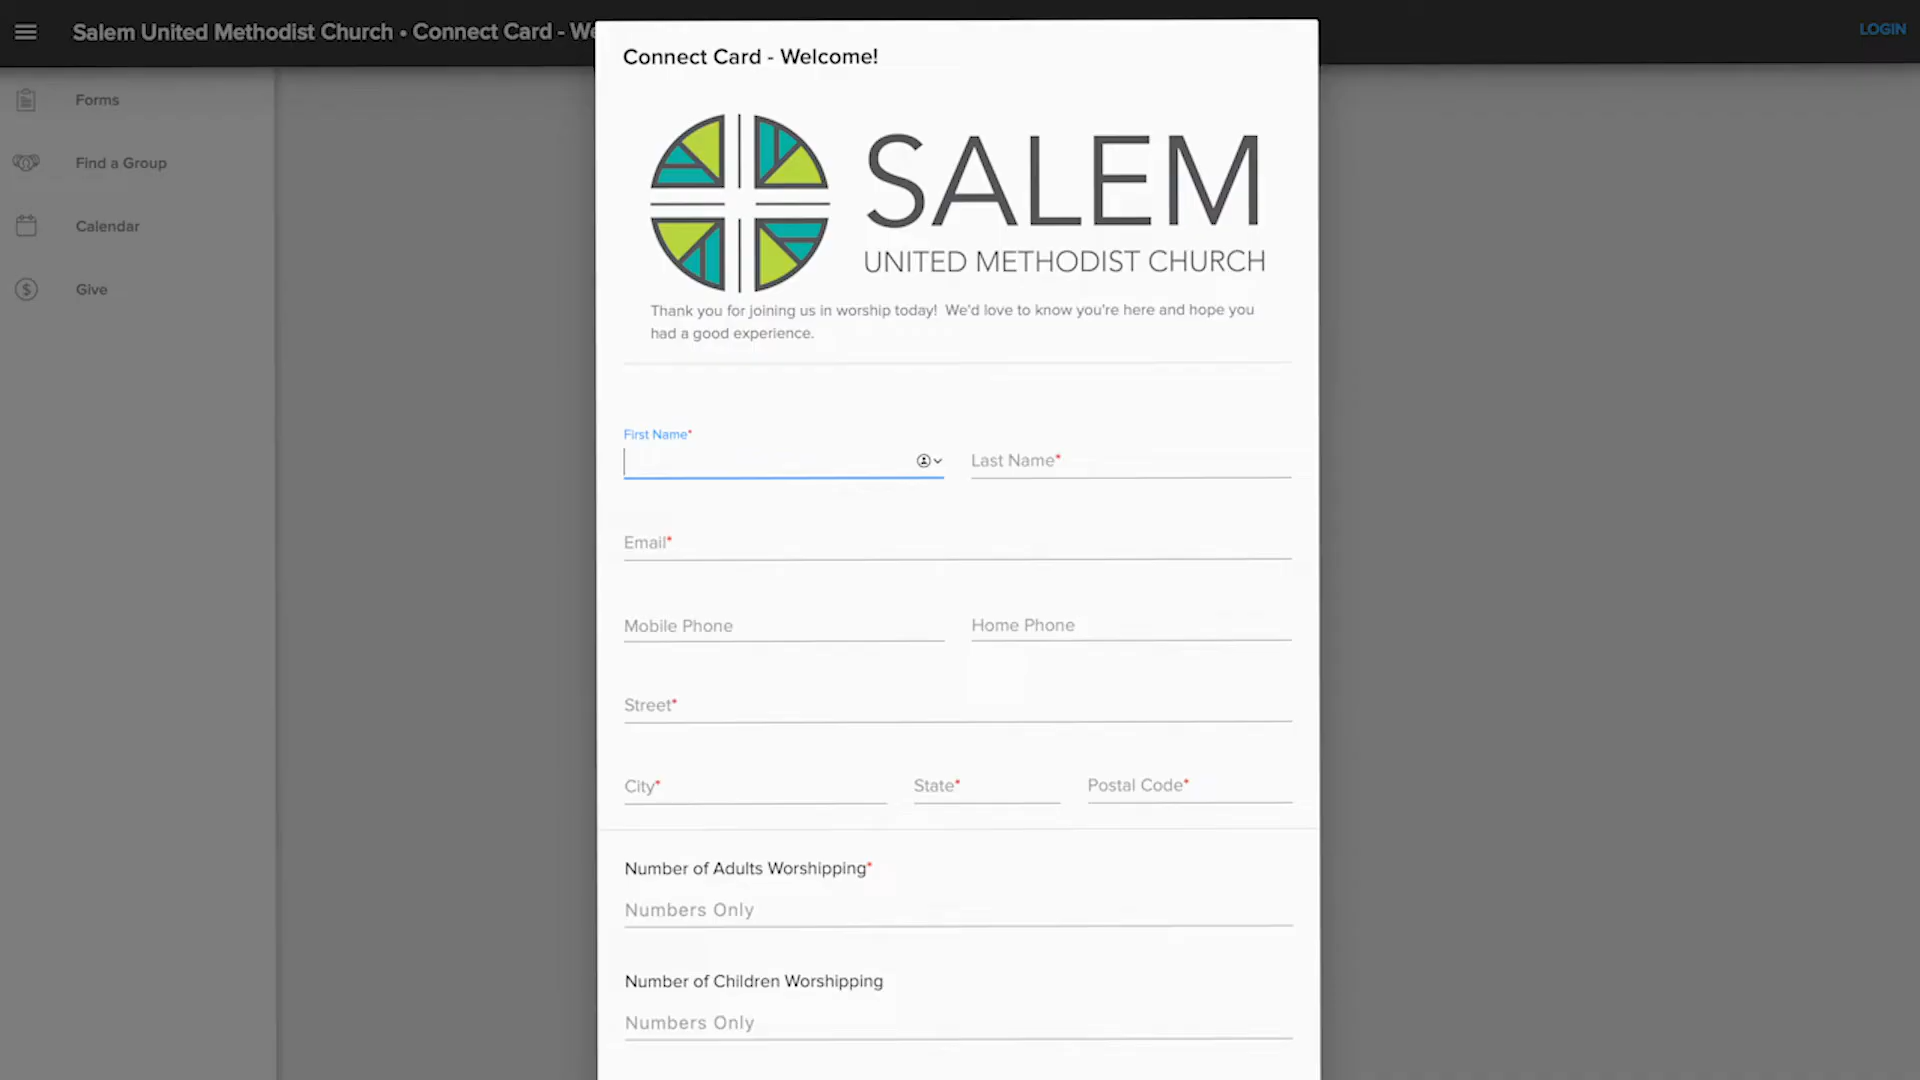 Salem United Methodist Church • Connect Card - We
LOGIN
Forms
Find a Group
Calendar
Give
Connect Card - Welcome!
SALEM
UNITED METHODIST CHURCH
Thank you for joining us in worship today! We'd love to know you're here and hope you
had a good experience.
First Name*
Last Name*
Email*
Mobile Phone
Home Phone
Street*
City*
State*
Postal Code*
Number of Adults Worshipping*
Numbers Only
Number of Children Worshipping
Numbers Only